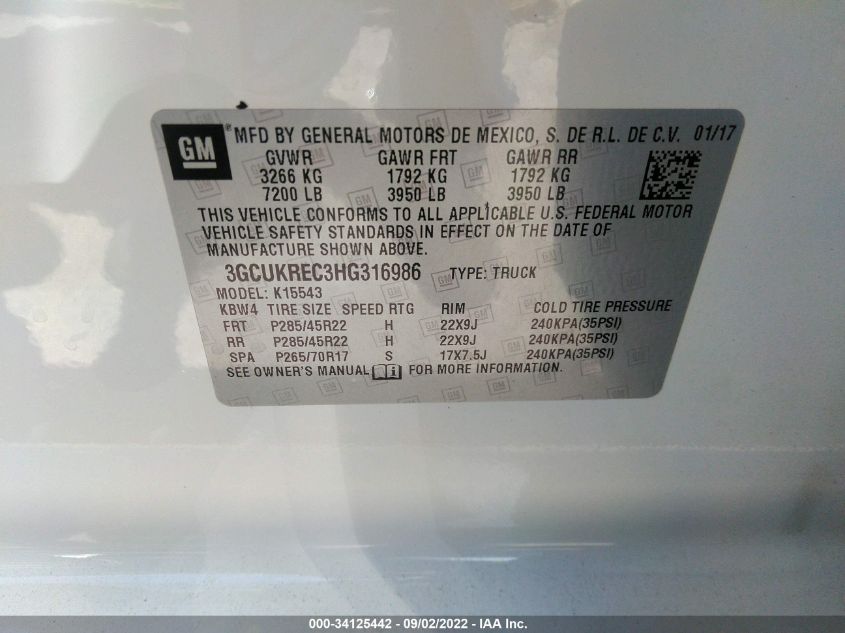 GM ® MFD BY GENERAL MOTORS DE MEXICO, S. DE R.L. DE C.V. 01/17
GVWR GAWR FRT GAWR RR
3266 KG 1792 KG 1792 KG
7200 LB 3950 LB 3950 LB
THIS VEHICLE CONFORMS TO ALL APPLICABLE U.S. FEDERAL MOTOR
VEHICLE SAFETY STANDARDS IN EFFECT ON THE DATE OF
MANUFACTURE SHOWN ABOVE.
3GCUKREC3HG316986 TYPE: TRUCK
MODEL: K15543
KBW4 TIRE SIZE SPEED RTG RIM COLD TIRE PRESSURE
FRT P285/45R22 H 22X9J 240KPA(35PSI)
RR P285/45R22 H 22X9J 240KPA(35PSI)
SPA P265/70R17 S 17X7.5J 240KPA(35PSI)
SEE OWNER'S MANUAL i FOR MORE INFORMATION.
000-34125442 - 09/02/2022 - IAA Inc.